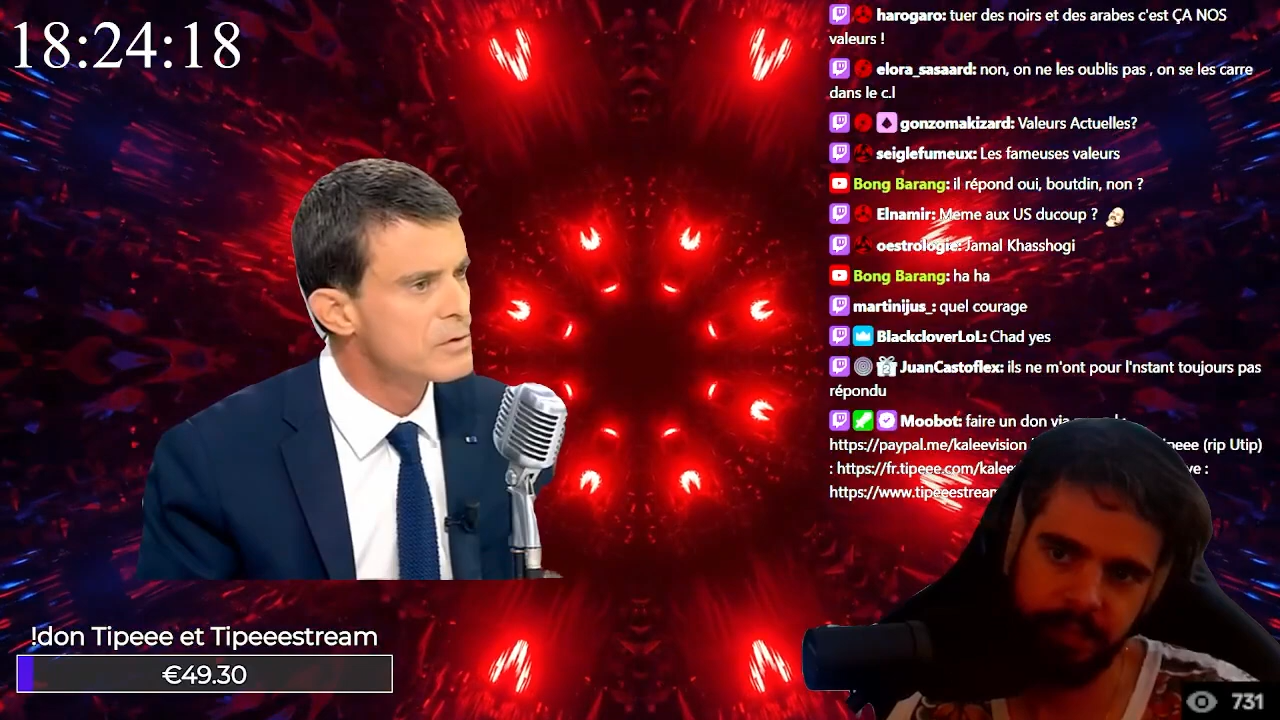 18:24:18
harogaro: tuer des noirs et des arabes c'est ÇA NOS
valeurs !
elora_sasaard: non, on ne les oublis pas , on se les carre
dans le c.l
gonzomakizard: Valeurs Actuelles?
seiglefumeux: Les fameuses valeurs
Bong Barang: il répond oui, boutdin, non ?
Elnamir: Meme aux US ducoup ?
oestrologie: Jamal Khasshogi
Bong Barang: ha ha
martinijus_: quel courage
BlackcloverLoL: Chad yes
JuanCastoflex: ils ne m'ont pour l'nstant toujours pas
répondu
Moobot: faire un don via
https://paypal.me/kaleevision ipeee (rip Utip)
: https://fr.tipeee.com/kalee ve :
https://www.tipeeestream
!don Tipeee et Tipeeestream
€49.30
731